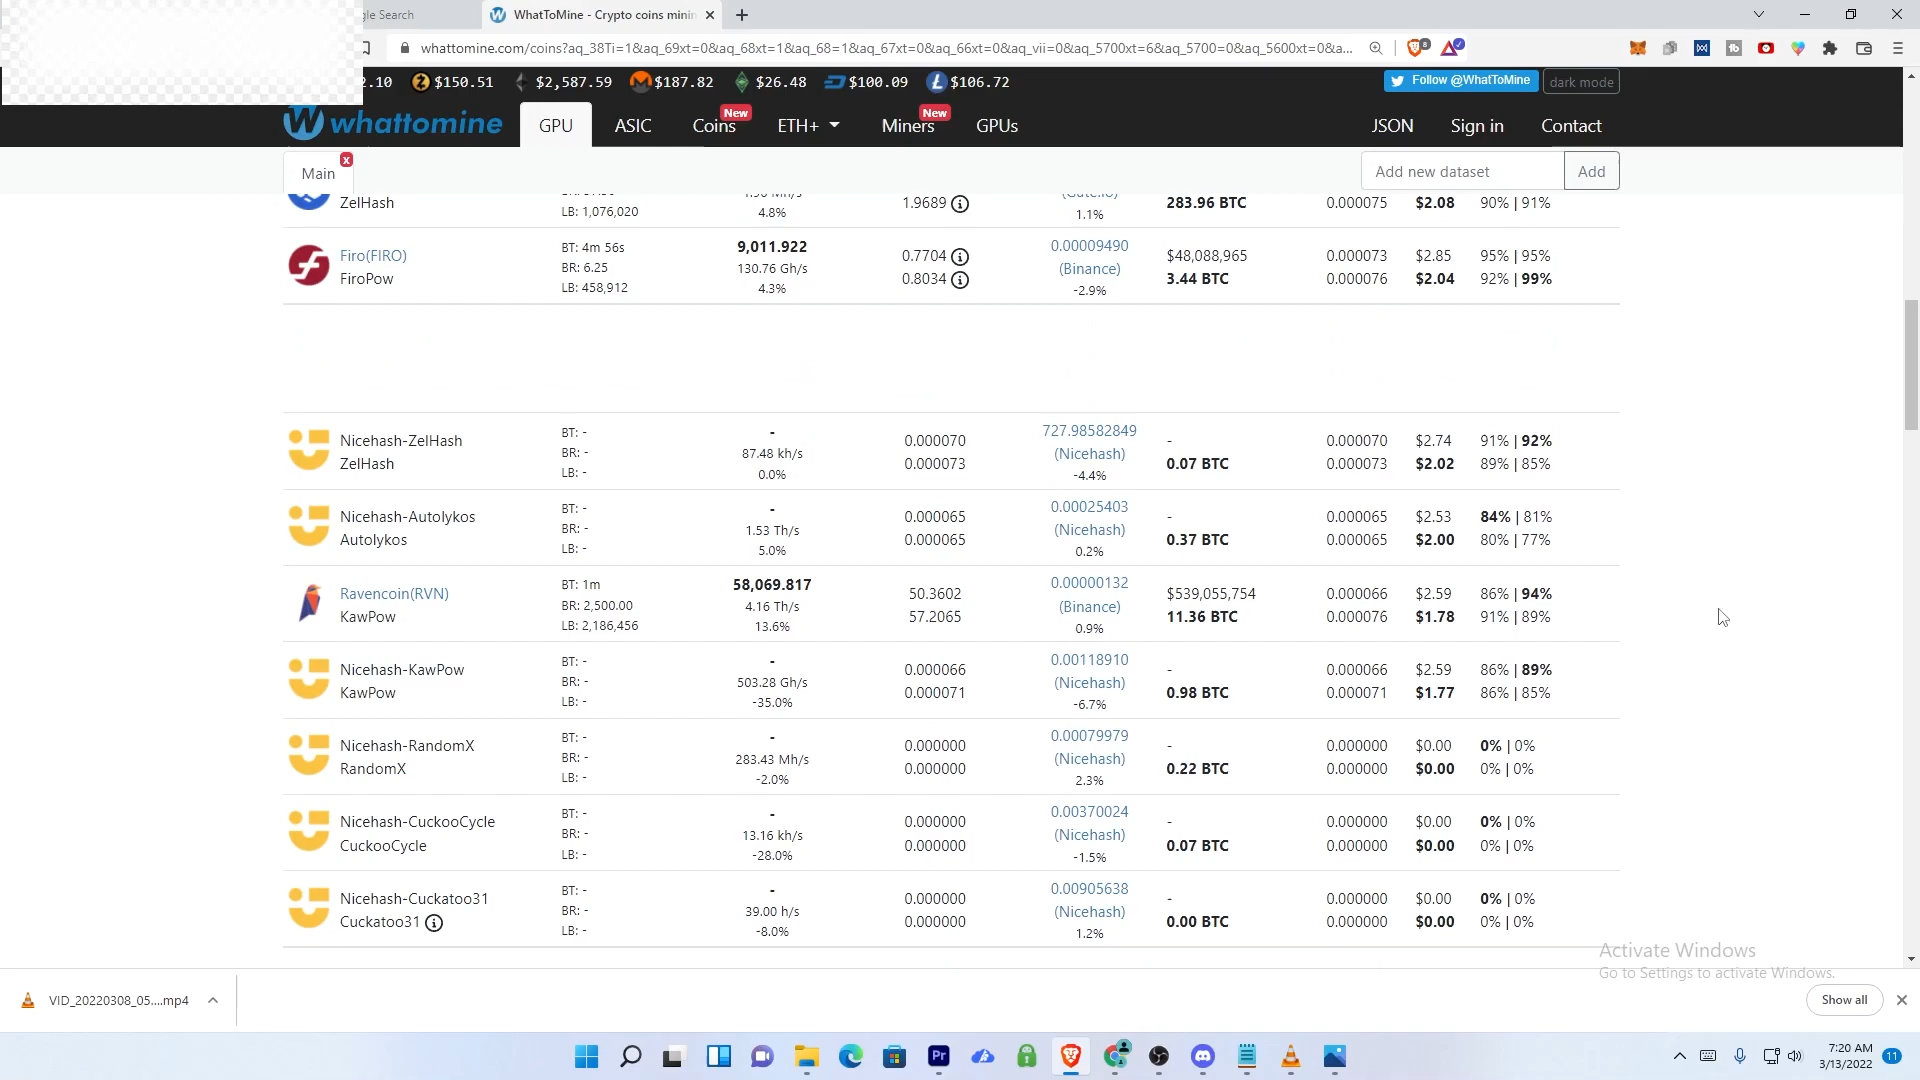 gle Search
WhatToMine - Crypto coins minin
whattomine.com/coins?aq_38Ti=1&aq_69xt=0&aq_68xt=1&aq_68=1&aq_67xt=0&aq_66xt=0&aq_vii=0&aq_5700xt=6&aq_5700=0&aq_5600xt=0&a...
2.10 $150.51 $2,587.59 $187.82 $26.48 $100.09 $106.72
Follow @WhatToMine dark mode
whattomine GPU ASIC Coins New ETH+ Miners New GPUs JSON Sign in Contact
Main x Add new dataset Add
ZelHash LB: 1,076,020 4.8% 1.9689 1.1% 283.96 BTC 0.000075 $2.08 90% | 91%
Firo(FIRO) BT: 4m 56s 9,011.922 0.7704 0.00009490 $48,088,965 0.000073 $2.85 95% | 95%
BR: 6.25 130.76 Gh/s (Binance)
FiroPow LB: 458,912 4.3% 0.8034 -2.9% 3.44 BTC 0.000076 $2.04 92% | 99%
Nicehash-ZelHash BT: - - 0.000070 727.98582849 - 0.000070 $2.74 91% | 92%
BR: - 87.48 kh/s (Nicehash)
ZelHash LB: - 0.0% 0.000073 -4.4% 0.07 BTC 0.000073 $2.02 89% | 85%
Nicehash-Autolykos BT: - - 0.000065 0.00025403 - 0.000065 $2.53 84% | 81%
BR: - 1.53 Th/s (Nicehash)
Autolykos LB: - 5.0% 0.000065 0.2% 0.37 BTC 0.000065 $2.00 80% | 77%
Ravencoin(RVN) BT: 1m 58,069.817 50.3602 0.00000132 $539,055,754 0.000066 $2.59 86% | 94%
BR: 2,500.00 4.16 Th/s (Binance)
KawPow LB: 2,186,456 13.6% 57.2065 0.9% 11.36 BTC 0.000076 $1.78 91% | 89%
Nicehash-KawPow BT: - - 0.000066 0.00118910 - 0.000066 $2.59 86% | 89%
BR: - 503.28 Gh/s (Nicehash)
KawPow LB: - -35.0% 0.000071 -6.7% 0.98 BTC 0.000071 $1.77 86% | 85%
Nicehash-RandomX BT: - - 0.000000 0.00079979 - 0.000000 $0.00 0% | 0%
BR: - 283.43 Mh/s (Nicehash)
RandomX LB: - -2.0% 0.000000 2.3% 0.22 BTC 0.000000 $0.00 0% | 0%
Nicehash-CuckooCycle BT: - - 0.000000 0.00370024 - 0.000000 $0.00 0% | 0%
BR: - 13.16 kh/s (Nicehash)
CuckooCycle LB: - -28.0% 0.000000 -1.5% 0.07 BTC 0.000000 $0.00 0% | 0%
Nicehash-Cuckatoo31 BT: - - 0.000000 0.00905638 - 0.000000 $0.00 0% | 0%
BR: - 39.00 h/s (Nicehash)
Cuckatoo31 LB: - -8.0% 0.000000 1.2% 0.00 BTC 0.000000 $0.00 0% | 0%
Activate Windows
Go to Settings to activate Windows.
VID_20220308_05....mp4 Show all
Pr
7:20 AM
3/13/2022
11